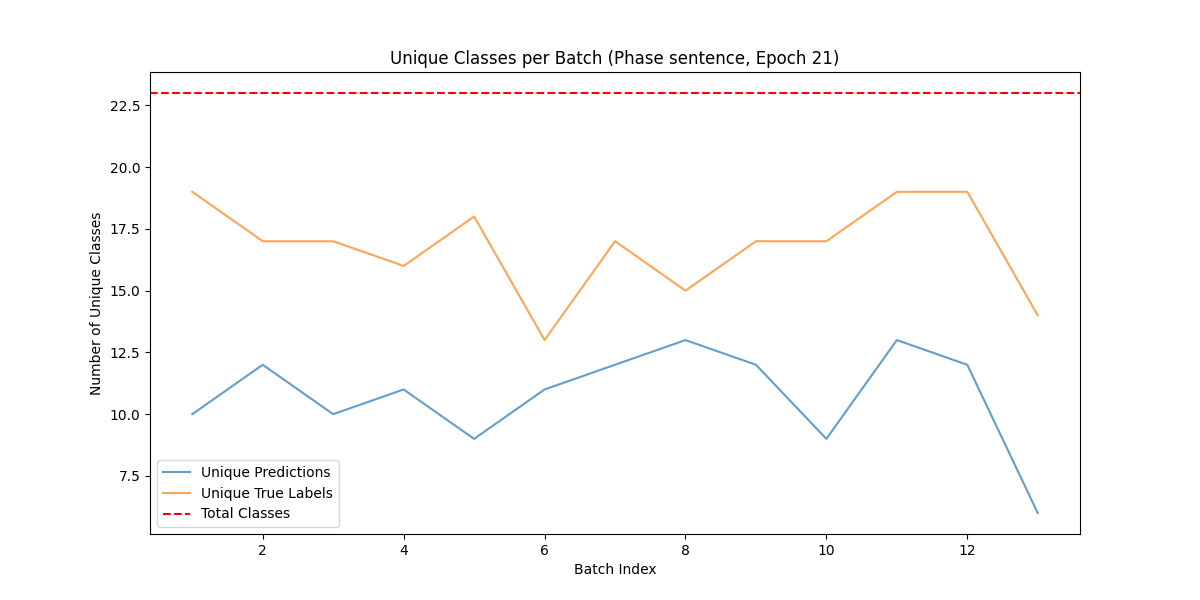 Unique Classes per Batch (Phase sentence, Epoch 21)
Number of Unique Classes
22.5
20.0
17.5
15.0
12.5
10.0
7.5
Unique Predictions
Unique True Labels
Total Classes
2 4 6 8 10 12
Batch Index